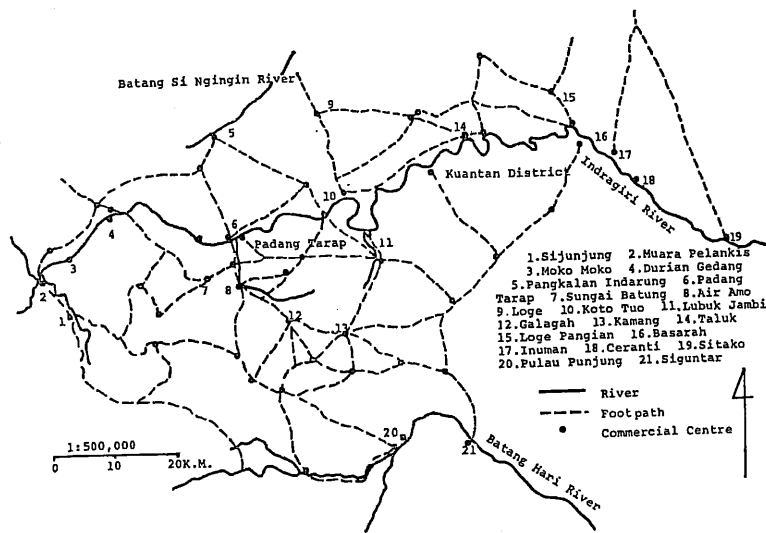 Batang Si Ngingin River
9
15
5
14
16
17
Kuantan District
Indragiri River
18
10
4
6
Padang Tarap
11
19
3
7
2
8
1
12
13
1.Sijunjung 2.Muara Pelankis
3.Moko Moko 4.Durian Gedang
5.Pangkalan Indarung 6.Padang
Tarap 7.Sungai Batung 8.Air Amo
9.Loge 10.Koto Tuo 11.Lubuk Jambi
12.Galagah 13.Kamang 14.Taluk
15.Loge Pangian 16.Basarah
17.Inuman 18.Ceranti 19.Sitako
20.Pulau Punjung 21.Siguntar
River
Footpath
Commercial Centre
20
21
Batang Hari River
1:500,000
0 10 20K.M.
4